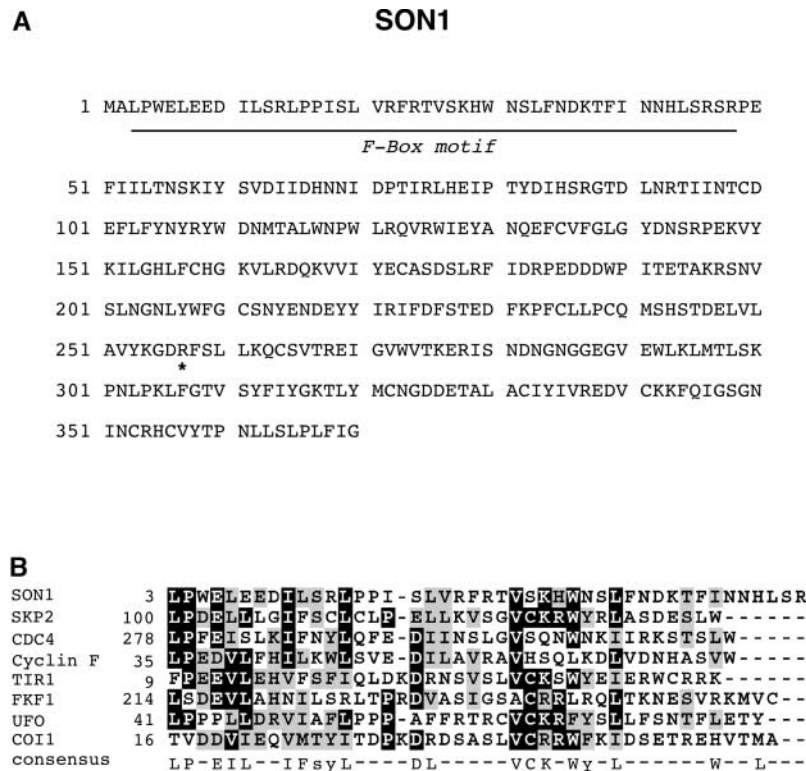 A
SON1
1 MALPWELEED ILSRLPPISL VRFRTVSKHW NSLFNDKTFI NNHLSRSRPE
F-Box motif
51 FIILTNSKIY SVDIIDHNNI DPTIRLHEIP TYDIHSRGTD LNRTIINTCD
101 EFLFYNYRYW DNMTALWNPW LRQVRWIEYA NQEFCVFGLG YDNSRPEKVY
151 KILGHLFCHG KVLRDQKVVI YECASDSLRF IDRPEDDDWP ITETAKRSNV
201 SLNGNLYWFG CSNYENDEYY IRIFDFSTED FKPFCLLPCQ MSHSTDELVL
251 AVYKGDRFSL LKQCSVTREI GVWVTKERIS NDNGNGGEGV EWLKLMTLSK
*
301 PNLPKLFGTV SYFIYGKTLY MCNGDDETAL ACIYIVREDV CKKFQIGSGN
351 INCRHCVYTP NLLSLPLFIG
B
SON1 3 LPWELEEDILSRLPPI-SLVRFRTVSKHWNSLFNDKTFINNHLSR
SKP2 100 LPDELLLGIFSCLCLP-ELLKVSGVCKRWYRLASDESLW------
CDC4 278 LPFEISLKIFNYLQFE-DIINSLGVSQNWNKIIRKSTSLW-----
Cyclin F 35 LPEDVLFHILKWLSVE-DILAVRAVHSQLKDLVDNHASVW-----
TIR1 9 FPEEVLEHVFSFIQLDKDRNSVSLVCKSWYEIERWCRRK------
FKF1 214 LSDEVLAHNILSRLTPRDVASIGSACRRLRQLTKNESVRKMVC--
UFO 41 LPPPLLDRVIAFLPPP-AFFRTRCVCKRFYSLLFSNTFLETY---
COI1 16 TVDDVIEQVMTYITDPKDRDSASLVCRRWFKIDSETREHVTMA--
consensus LP-EIL--IFsyL----DL-----VCK-WY-L------W--L---